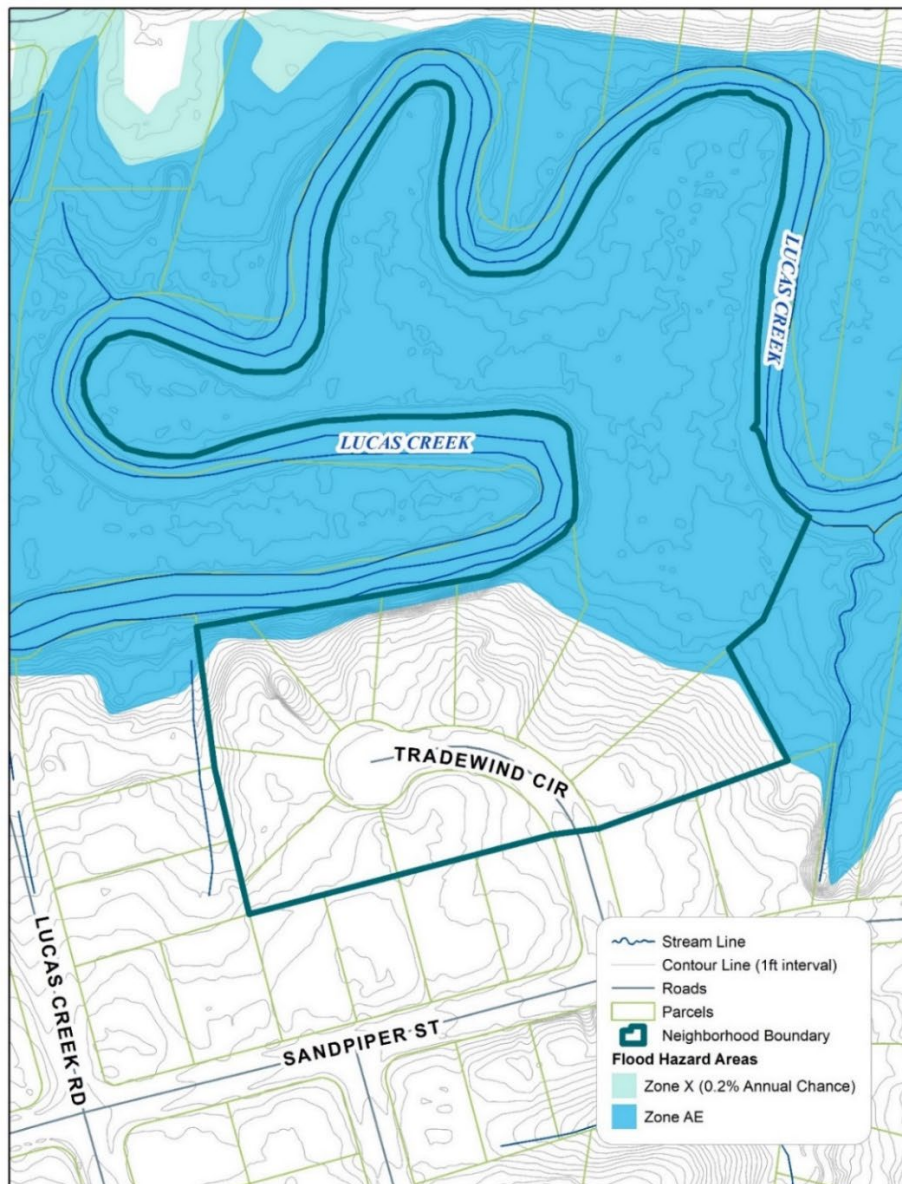 LUCAS CREEK
LUCAS CREEK
TRADEWIND CIR
LUCAS CREEK RD
SANDPIPER ST
Stream Line
Contour Line (1ft interval)
Roads
Parcels
Neighborhood Boundary
Flood Hazard Areas
Zone X (0.2% Annual Chance)
Zone AE